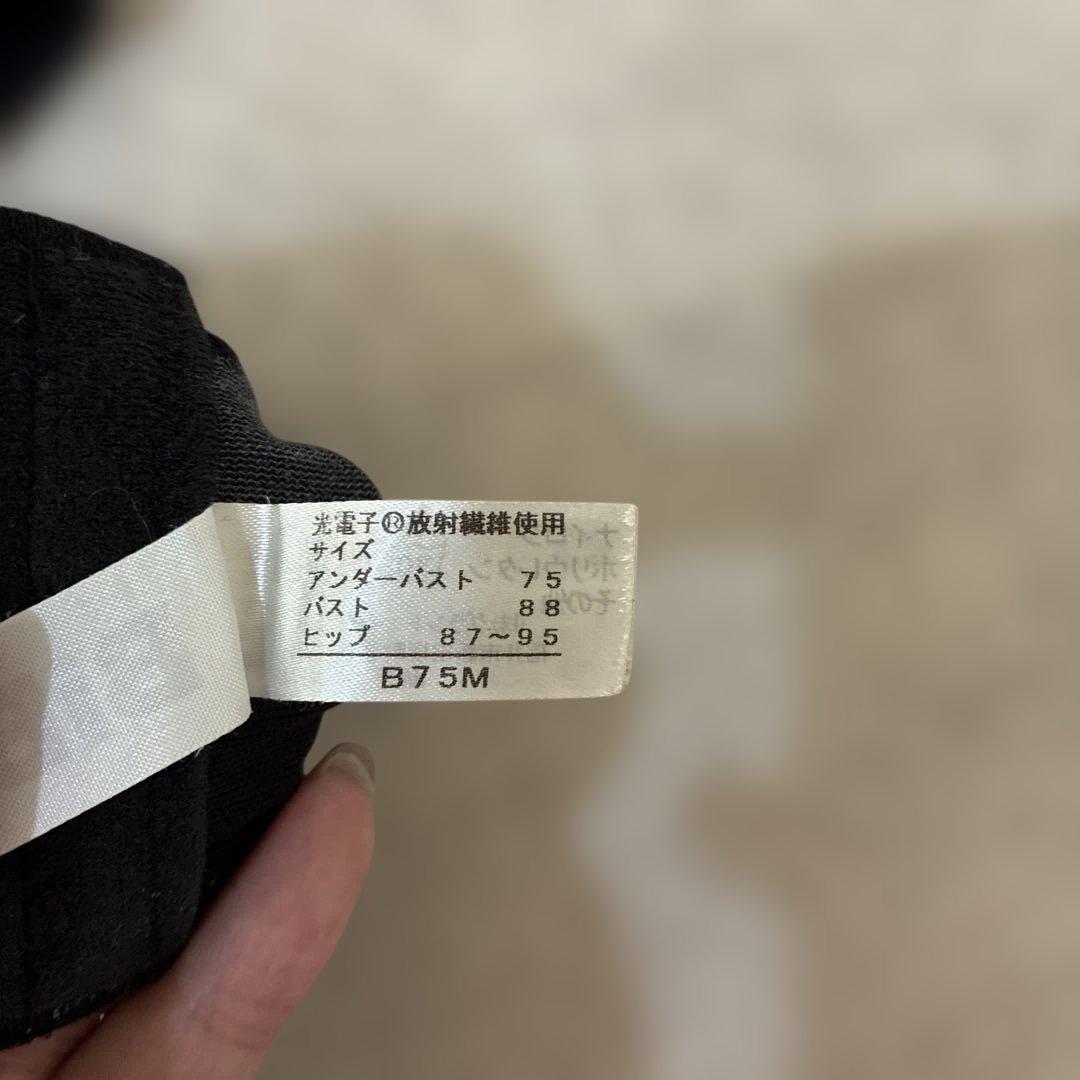 光電子®放射繊維使用
サイズ
アンダーバスト 75
バスト 88
ヒップ 87～95
B75M